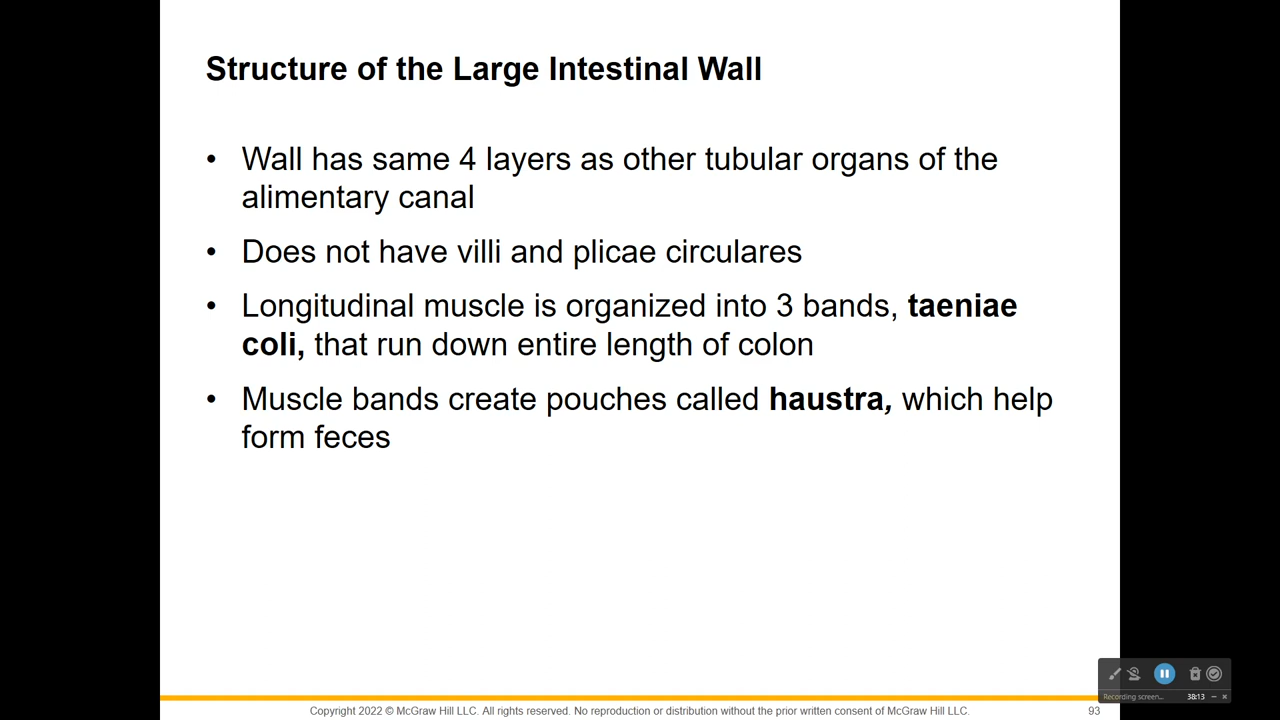 Structure of the Large Intestinal Wall
• Wall has same 4 layers as other tubular organs of the
alimentary canal
• Does not have villi and plicae circulares
• Longitudinal muscle is organized into 3 bands, taeniae
coli, that run down entire length of colon
• Muscle bands create pouches called haustra, which help
form feces
Recording screen... 38:13
Copyright 2022 © McGraw Hill LLC. All rights reserved. No reproduction or distribution without the prior written consent of McGraw Hill LLC. 93